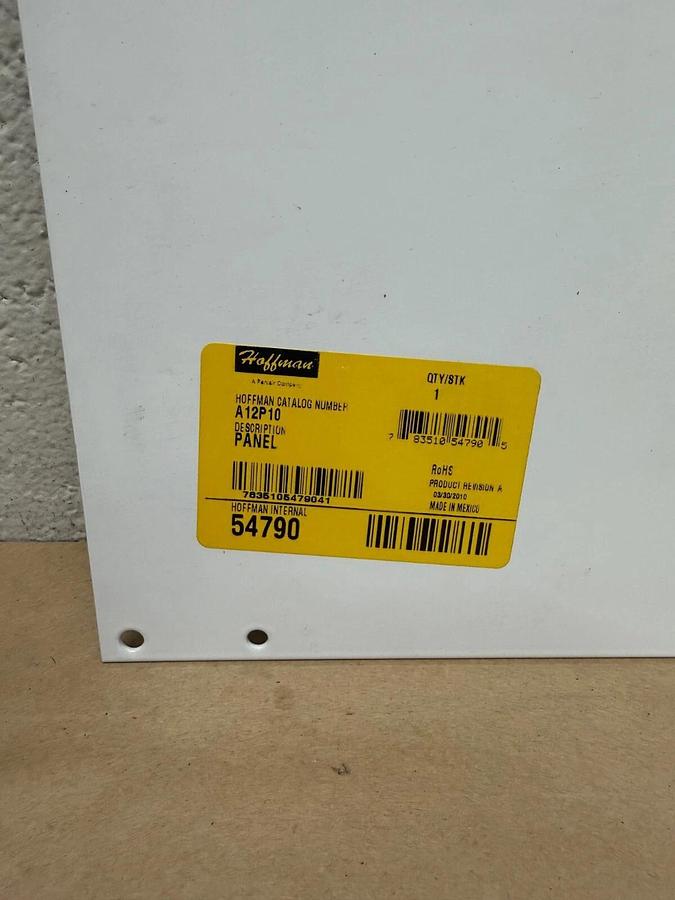 Hoffman
A Pentair Company
QTY/STK
1
HOFFMAN CATALOG NUMBER
A12P10
DESCRIPTION
PANEL
7 83510 54790 5
7835105479041
RoHS
PRODUCT REVISION A
03/30/2010
MADE IN MEXICO
HOFFMAN INTERNAL
54790